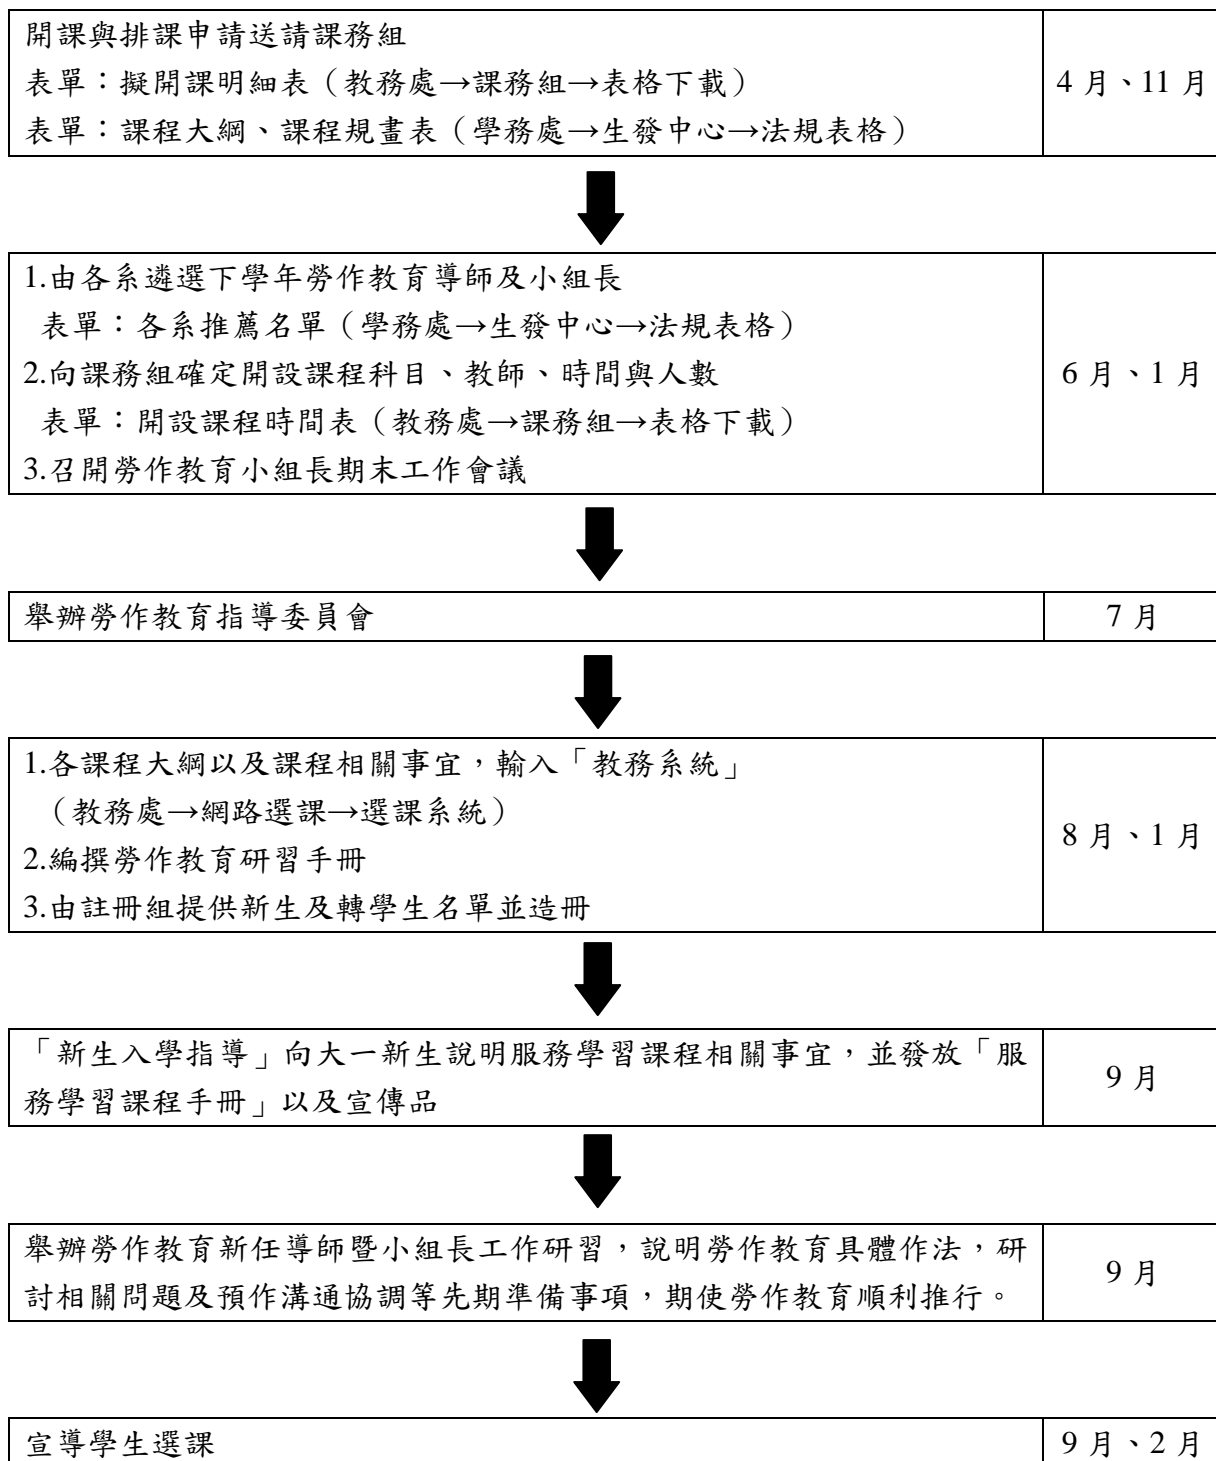 開課與排課申請送請課務組
表單：擬開課明細表（教務處→課務組→表格下載）
表單：課程大綱、課程規畫表（學務處→生發中心→法規表格）
4 月、11 月
1.由各系遴選下學年勞作教育導師及小組長
表單：各系推薦名單（學務處→生發中心→法規表格）
2.向課務組確定開設課程科目、教師、時間與人數
表單：開設課程時間表（教務處→課務組→表格下載）
3.召開勞作教育小組長期末工作會議
6 月、1 月
舉辦勞作教育指導委員會
7 月
1.各課程大綱以及課程相關事宜，輸入「教務系統」
（教務處→網路選課→選課系統）
2.編撰勞作教育研習手冊
3.由註冊組提供新生及轉學生名單並造冊
8 月、1 月
「新生入學指導」向大一新生說明服務學習課程相關事宜，並發放「服
務學習課程手冊」以及宣傳品
9 月
舉辦勞作教育新任導師暨小組長工作研習，說明勞作教育具體作法，研
討相關問題及預作溝通協調等先期準備事項，期使勞作教育順利推行。
9 月
宣導學生選課
9 月、2 月